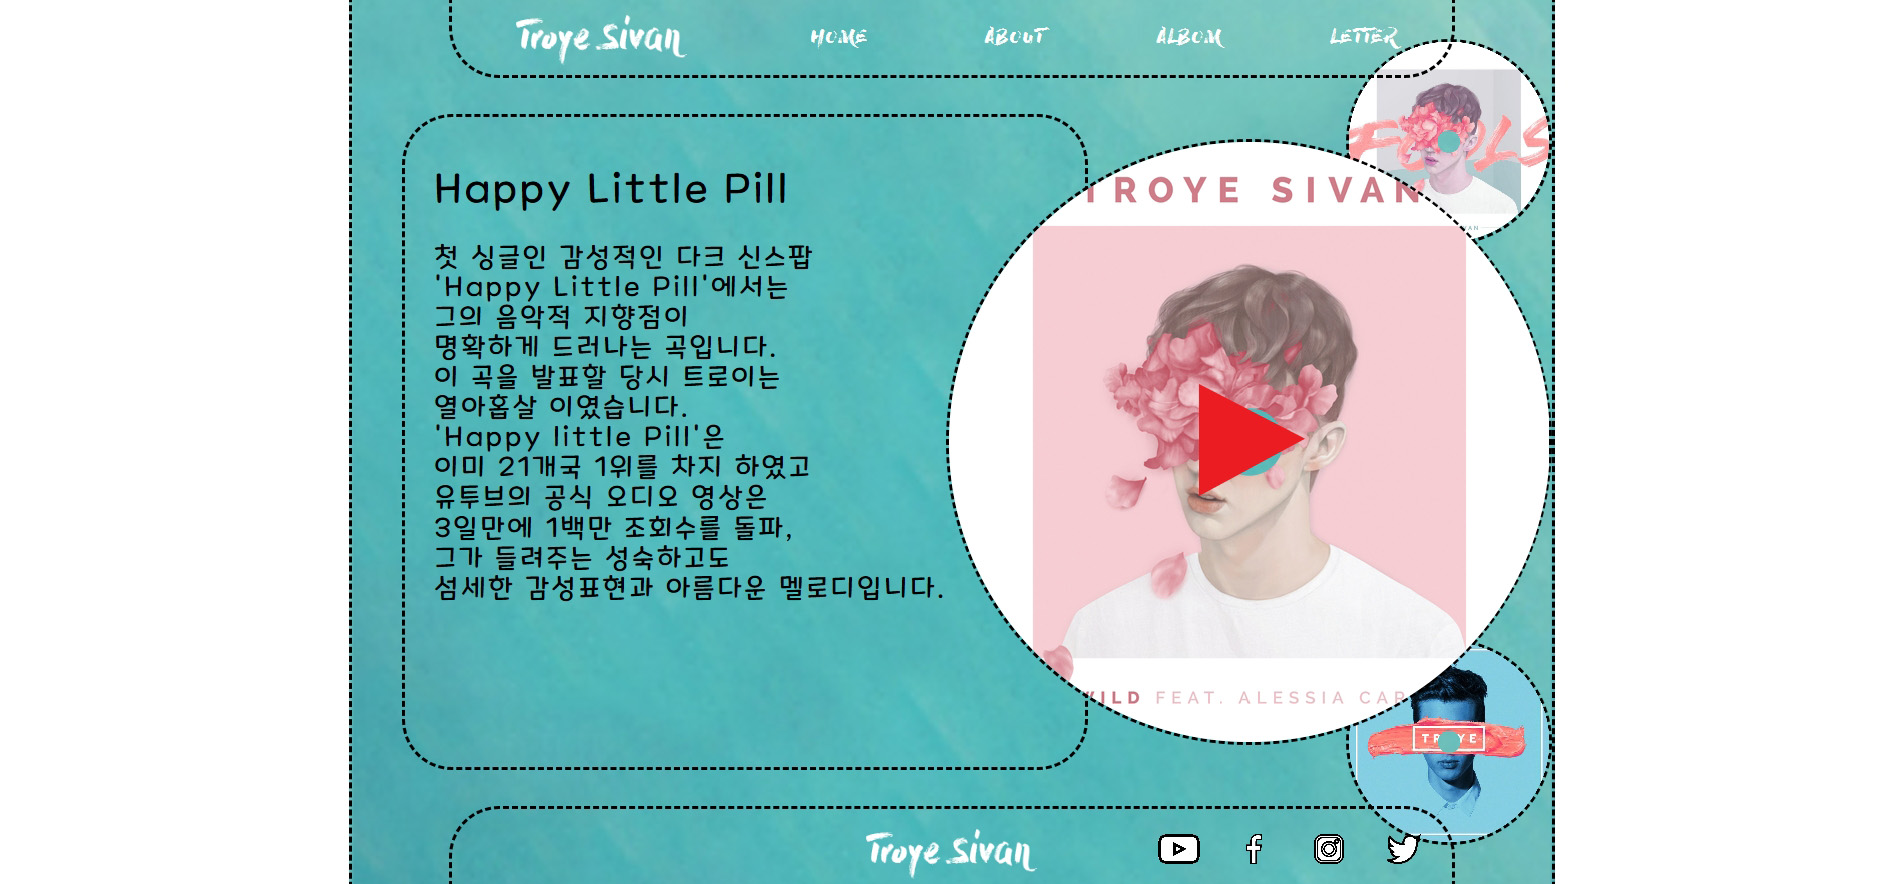 Troye Sivan
HOME
ABOUT
ALBOM
LETTER
Happy Little Pill
첫 싱글인 감성적인 다크 신스팝
'Happy Little Pill'에서는
그의 음악적 지향점이
명확하게 드러나는 곡입니다.
이 곡을 발표할 당시 트로이는
열아홉살 이였습니다.
'Happy little Pill'은
이미 21개국 1위를 차지 하였고
유투브의 공식 오디오 영상은
3일만에 1백만 조회수를 돌파,
그가 들려주는 성숙하고도
섬세한 감성표현과 아름다운 멜로디입니다.
FOOLS
TROYE SIVAN
WILD FEAT. ALESSIA CAR
TROYE
Troye Sivan